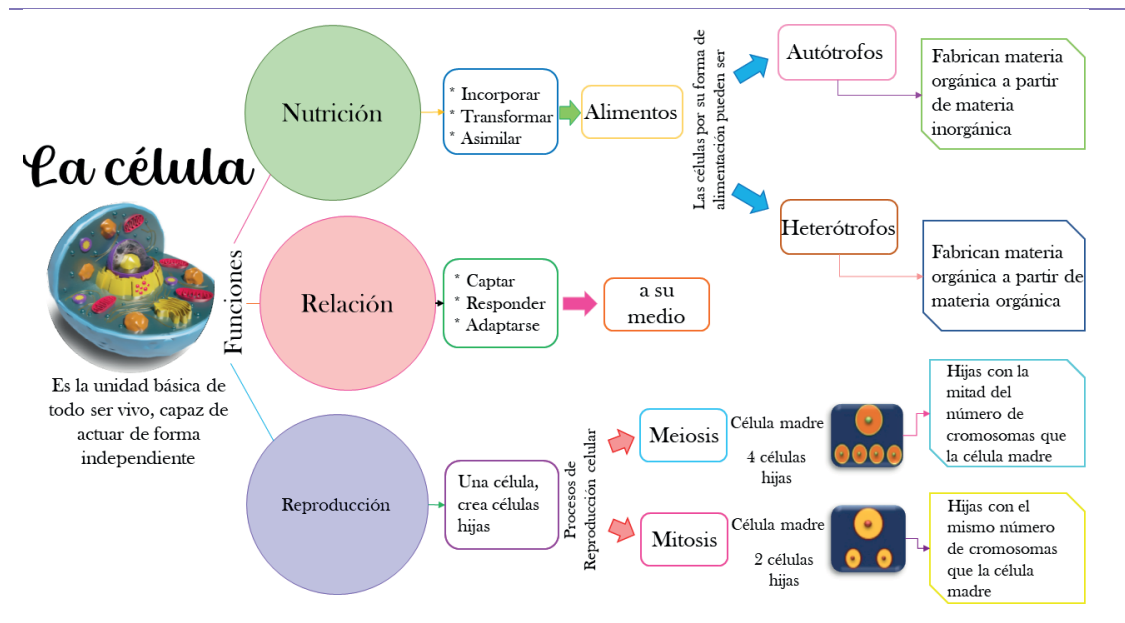 La célula
Es la unidad básica de
todo ser vivo, capaz de
actuar de forma
independiente
Funciones
Nutrición
* Incorporar
* Transformar
* Asimilar
Alimentos
Las células por su forma de
alimentación pueden ser
Autótrofos
Fabrican materia
orgánica a partir
de materia
inorgánica
Heterótrofos
Fabrican materia
orgánica a partir de
materia orgánica
Relación
* Captar
* Responder
* Adaptarse
a su
medio
Reproducción
Una célula,
crea células
hijas
Procesos de
Reproducción celular
Meiosis
Célula madre
4 células
hijas
Hijas con la
mitad del
número de
cromosomas que
la célula madre
Mitosis
Célula madre
2 células
hijas
Hijas con el
mismo número
de cromosomas
que la célula
madre